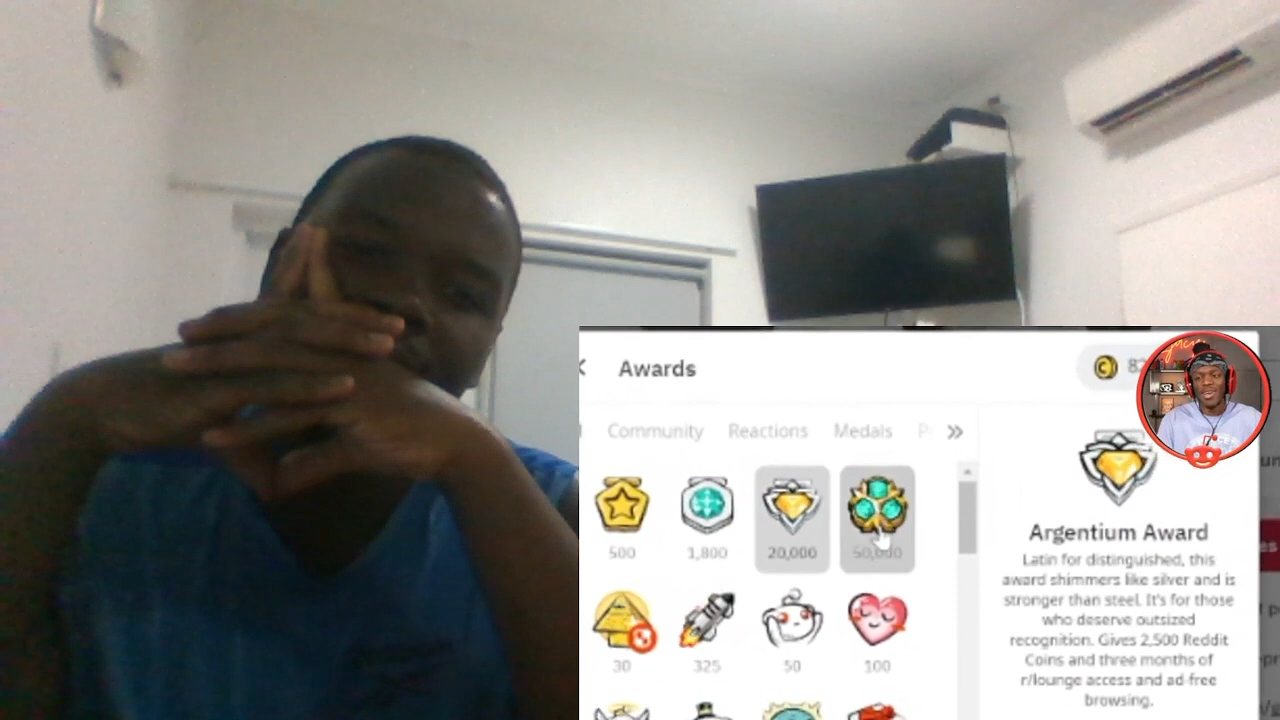 Awards
Community Reactions Medals
500 1,800 20,000 50,000
30 325 50 100
Argentium Award
Latin for distinguished, this
award shimmers like silver and is
stronger than steel. It's for those
who deserve outsized
recognition. Gives 2,500 Reddit
Coins and three months of
r/lounge access and ad-free
browsing.